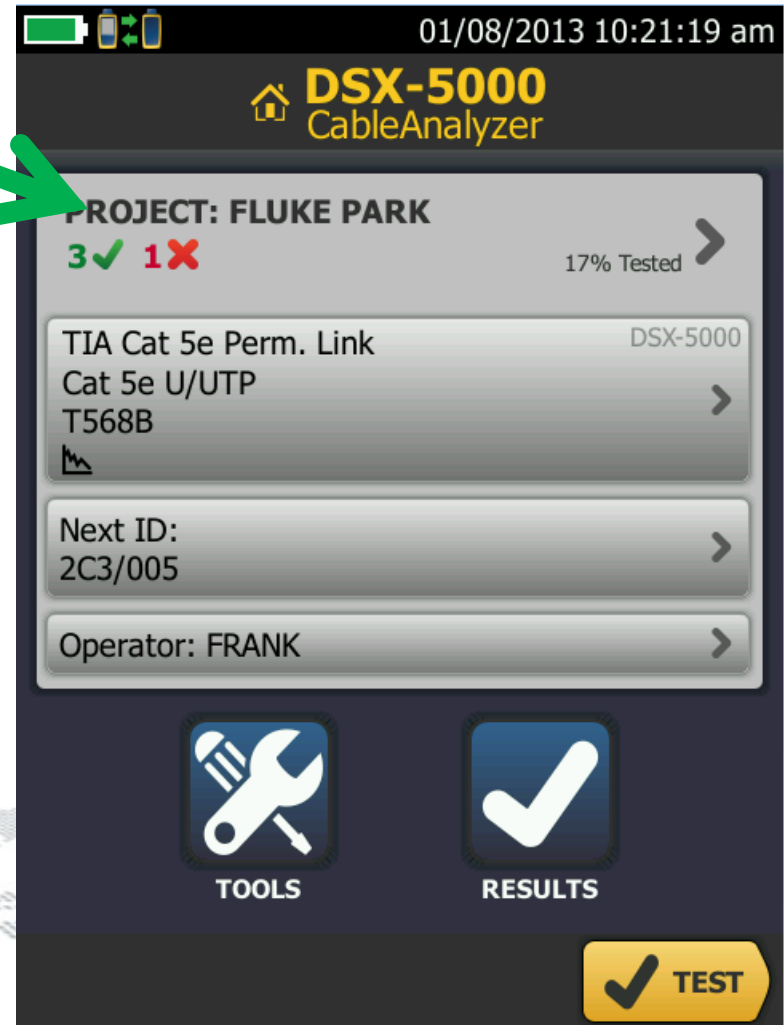 01/08/2013 10:21:19 am
DSX-5000
CableAnalyzer
PROJECT: FLUKE PARK
3 1
17% Tested
TIA Cat 5e Perm. Link
DSX-5000
Cat 5e U/UTP
T568B
Next ID:
2C3/005
Operator: FRANK
TOOLS
RESULTS
TEST